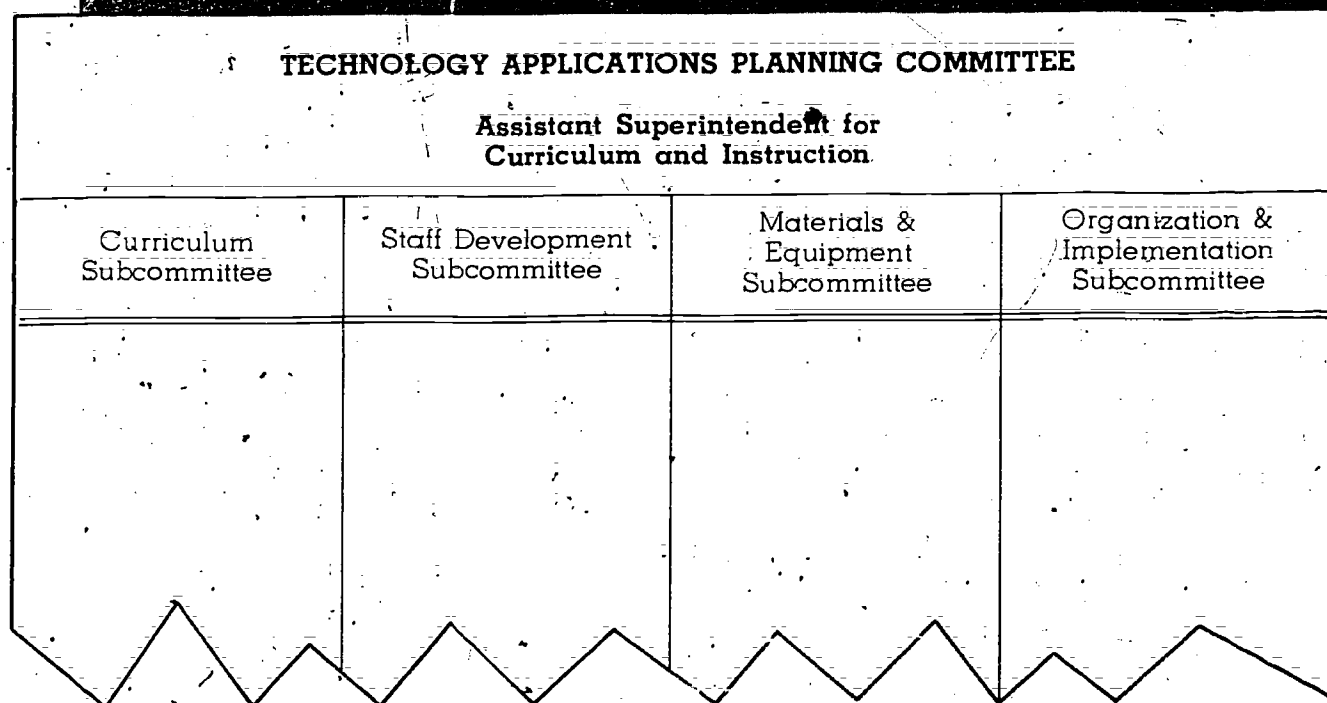 TECHNOLOGY APPLICATIONS PLANNING COMMITTEE
Assistant Superintendent for
Curriculum and Instruction
Curriculum
Subcommittee
Staff Development
Subcommittee
Materials &
Equipment
Subcommittee
Organization &
Implementation
Subcommittee